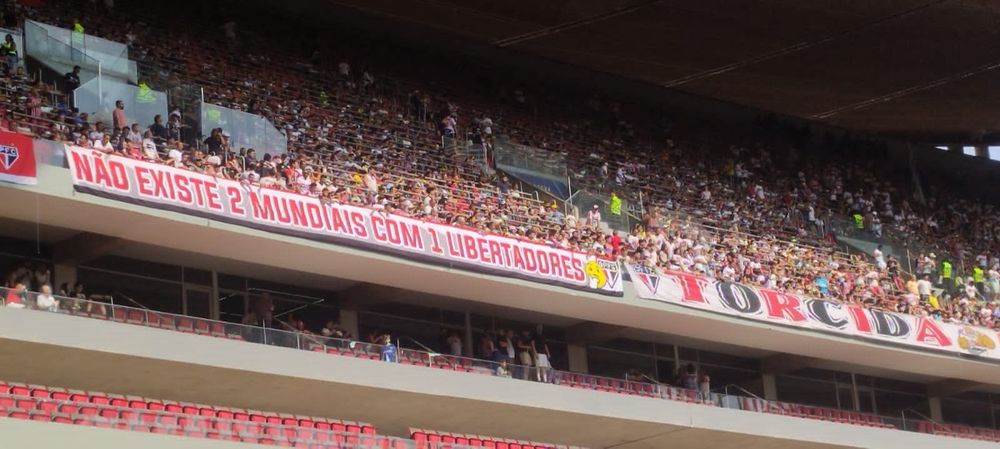 NÃO EXISTE 2 MUNDIAIS COM 1 LIBERTADORES
TORCIDA